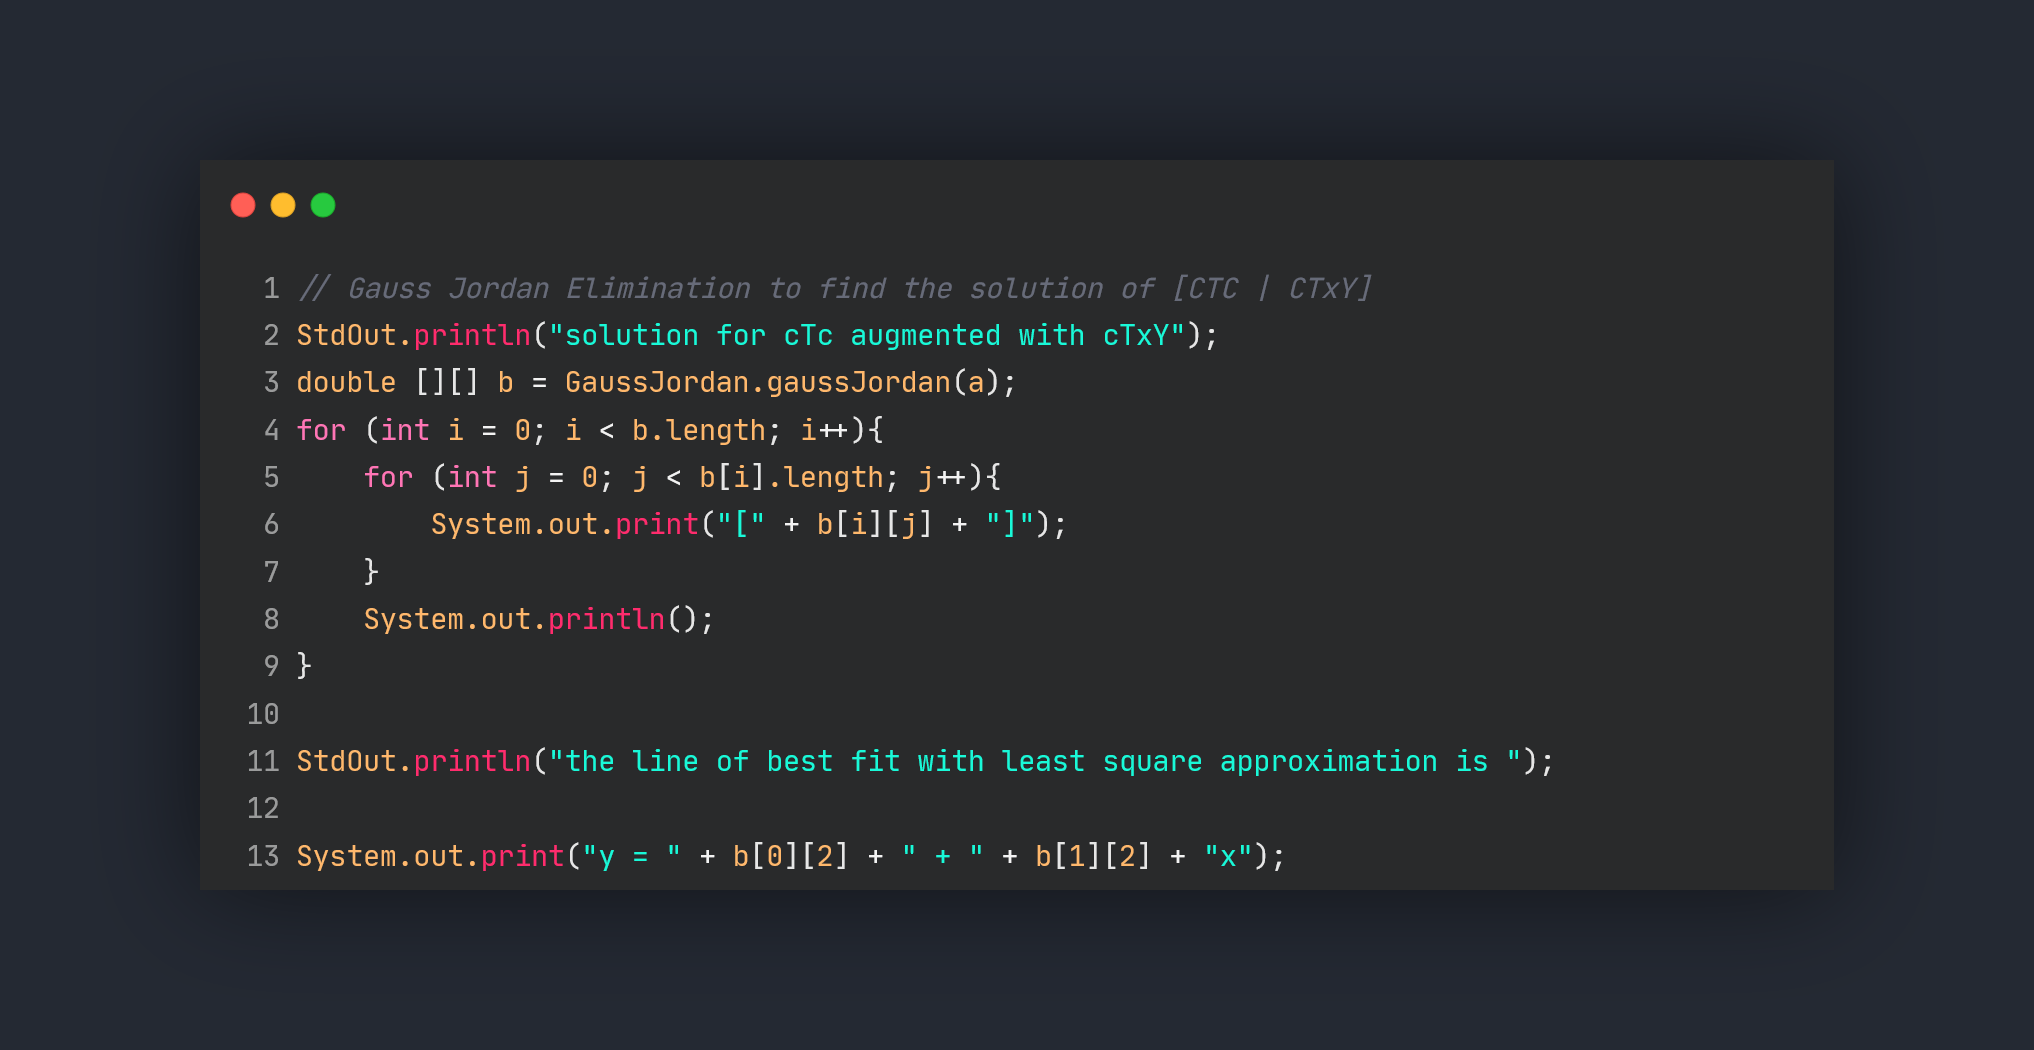 1 // Gauss Jordan Elimination to find the solution of [CTC | CTxY]
2 StdOut.println("solution for cTc augmented with cTxY");
3 double [][] b = GaussJordan.gaussJordan(a);
4 for (int i = 0; i < b.length; i++){
5     for (int j = 0; j < b[i].length; j++){
6         System.out.print("[" + b[i][j] + "]");
7     }
8     System.out.println();
9 }
10
11 StdOut.println("the line of best fit with least square approximation is ");
12
13 System.out.print("y = " + b[0][2] + " + " + b[1][2] + "x");